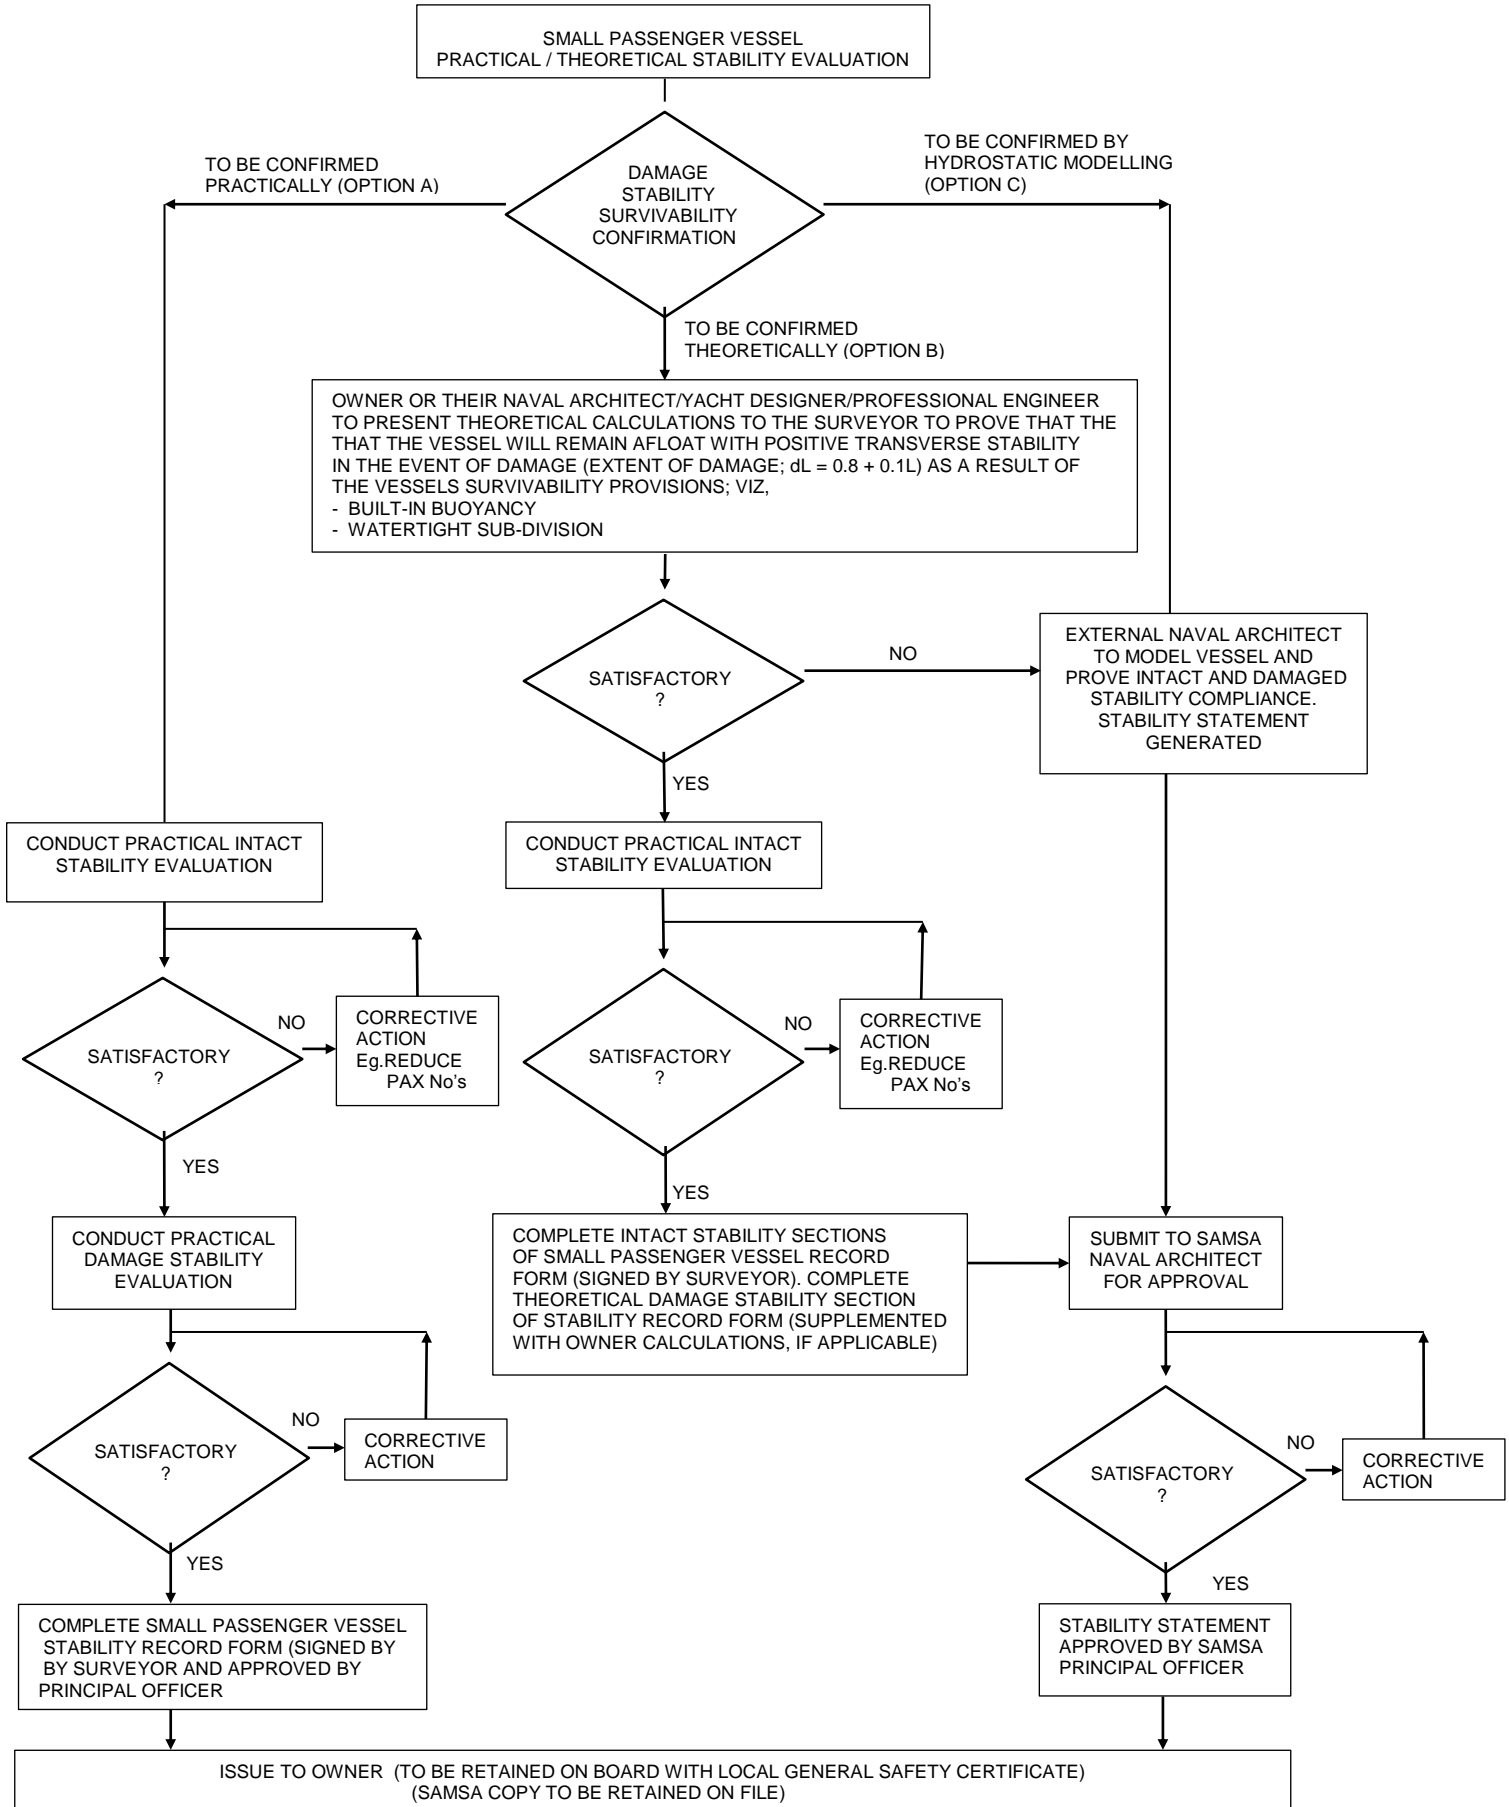 SMALL PASSENGER VESSEL
PRACTICAL / THEORETICAL STABILITY EVALUATION
TO BE CONFIRMED
PRACTICALLY (OPTION A)
DAMAGE
STABILITY
SURVIVABILITY
CONFIRMATION
TO BE CONFIRMED BY
HYDROSTATIC MODELLING
(OPTION C)
TO BE CONFIRMED
THEORETICALLY (OPTION B)
OWNER OR THEIR NAVAL ARCHITECT/YACHT DESIGNER/PROFESSIONAL ENGINEER
TO PRESENT THEORETICAL CALCULATIONS TO THE SURVEYOR TO PROVE THAT THE
THAT THE VESSEL WILL REMAIN AFLOAT WITH POSITIVE TRANSVERSE STABILITY
IN THE EVENT OF DAMAGE (EXTENT OF DAMAGE; dL = 0.8 + 0.1L) AS A RESULT OF
THE VESSELS SURVIVABILITY PROVISIONS; VIZ,
- BUILT-IN BUOYANCY
- WATERTIGHT SUB-DIVISION
SATISFACTORY
?
NO
EXTERNAL NAVAL ARCHITECT
TO MODEL VESSEL AND
PROVE INTACT AND DAMAGED
STABILITY COMPLIANCE.
STABILITY STATEMENT
GENERATED
YES
CONDUCT PRACTICAL INTACT
STABILITY EVALUATION
CONDUCT PRACTICAL INTACT
STABILITY EVALUATION
SATISFACTORY
?
NO
CORRECTIVE
ACTION
Eg.REDUCE
PAX No's
SATISFACTORY
?
NO
CORRECTIVE
ACTION
Eg.REDUCE
PAX No's
YES
YES
CONDUCT PRACTICAL
DAMAGE STABILITY
EVALUATION
COMPLETE INTACT STABILITY SECTIONS
OF SMALL PASSENGER VESSEL RECORD
FORM (SIGNED BY SURVEYOR). COMPLETE
THEORETICAL DAMAGE STABILITY SECTION
OF STABILITY RECORD FORM (SUPPLEMENTED
WITH OWNER CALCULATIONS, IF APPLICABLE)
SUBMIT TO SAMSA
NAVAL ARCHITECT
FOR APPROVAL
SATISFACTORY
?
NO
CORRECTIVE
ACTION
SATISFACTORY
?
NO
CORRECTIVE
ACTION
YES
YES
COMPLETE SMALL PASSENGER VESSEL
STABILITY RECORD FORM (SIGNED BY
BY SURVEYOR AND APPROVED BY
PRINCIPAL OFFICER
STABILITY STATEMENT
APPROVED BY SAMSA
PRINCIPAL OFFICER
ISSUE TO OWNER (TO BE RETAINED ON BOARD WITH LOCAL GENERAL SAFETY CERTIFICATE)
(SAMSA COPY TO BE RETAINED ON FILE)